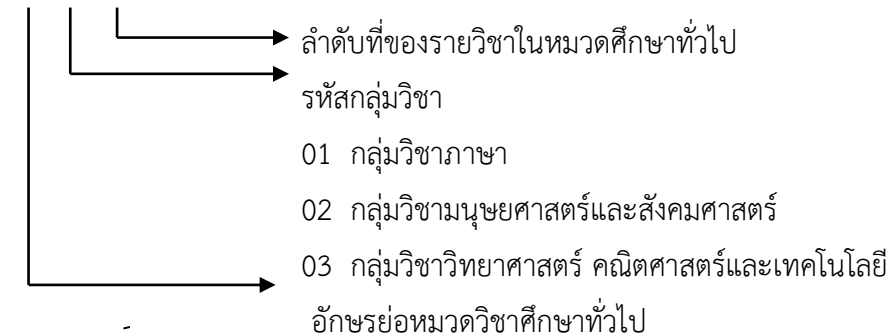 ลำดับที่ของรายวิชาในหมวดศึกษาทั่วไป
รหัสกลุ่มวิชา
01 กลุ่มวิชาภาษา
02 กลุ่มวิชามนุษยศาสตร์และสังคมศาสตร์
03 กลุ่มวิชาวิทยาศาสตร์ คณิตศาสตร์และเทคโนโลยี
อักษรย่อหมวดวิชาศึกษาทั่วไป